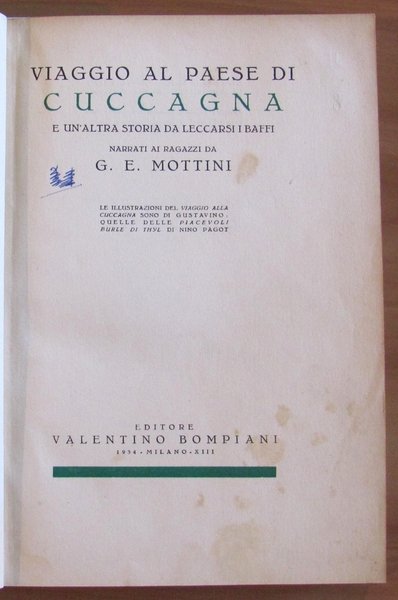 VIAGGIO AL PAESE DI
CUCCAGNA
E UN'ALTRA STORIA DA LECCARSI I BAFFI
NARRATI AI RAGAZZI DA
G. E. MOTTINI
LE ILLUSTRAZIONI DEL VIAGGIO ALLA
CUCCAGNA SONO DI GUSTAVINO;
QUELLE DELLE PIACEVOLI
BURLE DI THYL DI NINO PAGOT
EDITORE
VALENTINO BOMPIANI
1934 - MILANO - XIII